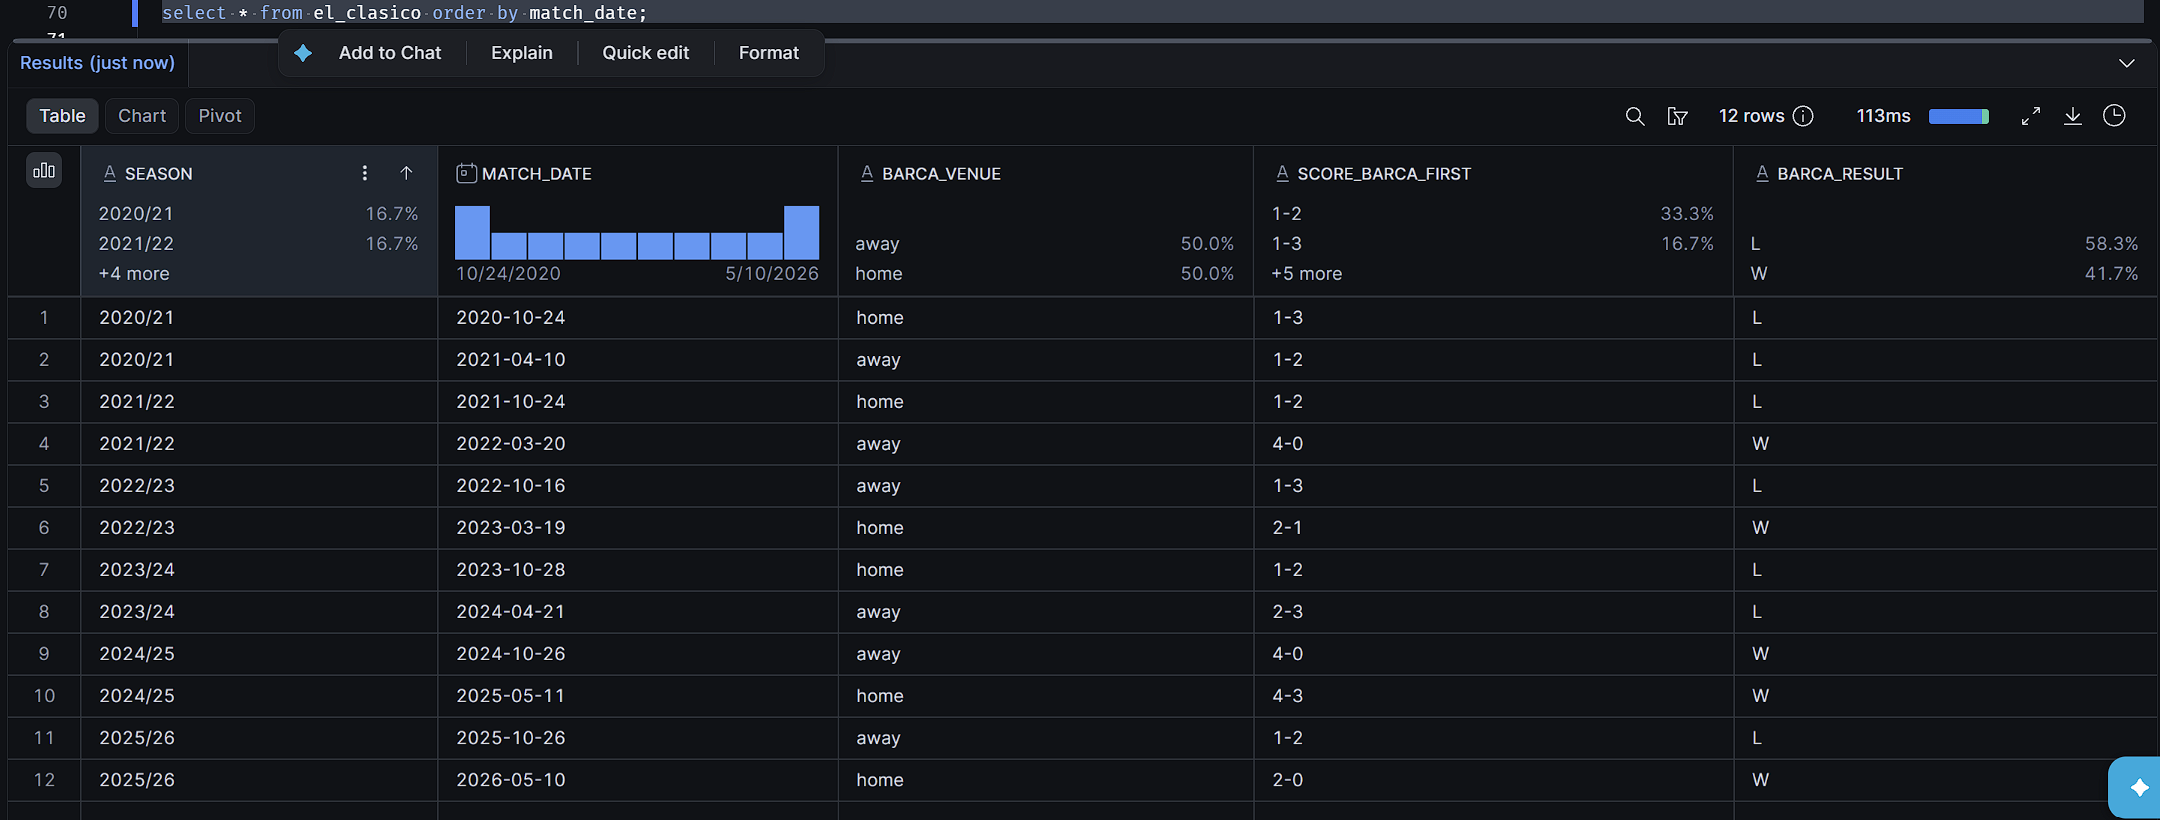 70 select * from el_clasico order by match_date;
71
Results (just now) Add to Chat Explain Quick edit Format
Table Chart Pivot 12 rows 113ms
SEASON MATCH_DATE BARCA_VENUE SCORE_BARCA_FIRST BARCA_RESULT
2020/21 16.7% 1-2 33.3%
2021/22 16.7% away 50.0% 1-3 16.7% L 58.3%
+4 more 10/24/2020 5/10/2026 home 50.0% +5 more W 41.7%
1 2020/21 2020-10-24 home 1-3 L
2 2020/21 2021-04-10 away 1-2 L
3 2021/22 2021-10-24 home 1-2 L
4 2021/22 2022-03-20 away 4-0 W
5 2022/23 2022-10-16 away 1-3 L
6 2022/23 2023-03-19 home 2-1 W
7 2023/24 2023-10-28 home 1-2 L
8 2023/24 2024-04-21 away 2-3 L
9 2024/25 2024-10-26 away 4-0 W
10 2024/25 2025-05-11 home 4-3 W
11 2025/26 2025-10-26 away 1-2 L
12 2025/26 2026-05-10 home 2-0 W